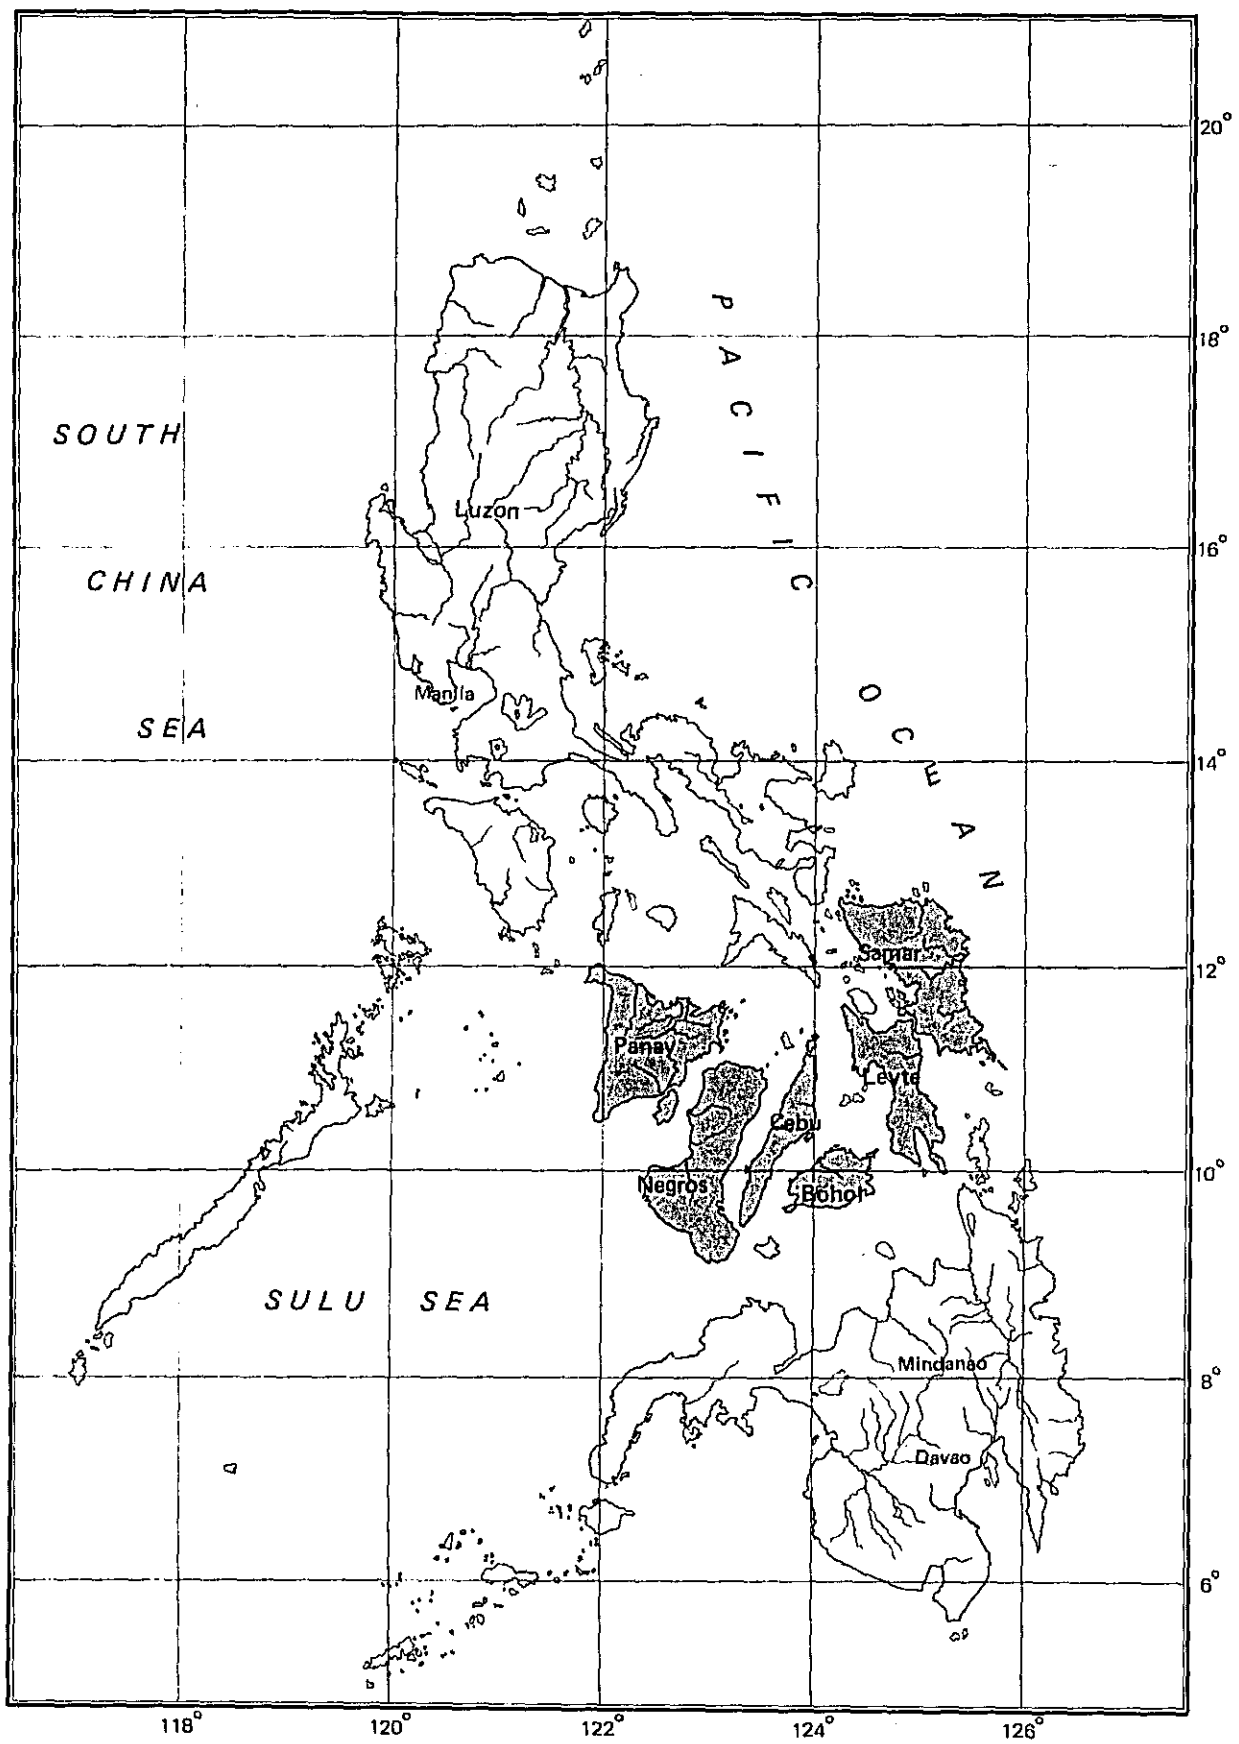 20°
PACIFIC
18°
SOUTH
Luzon
16°
CHINA
Manila
OCEAN
SEA
14°
Samar
12°
Panay
Leyte
Cebu
10°
Negros
Bohol
SULU SEA
Mindanao
8°
Davao
6°
118°
120°
122°
124°
126°